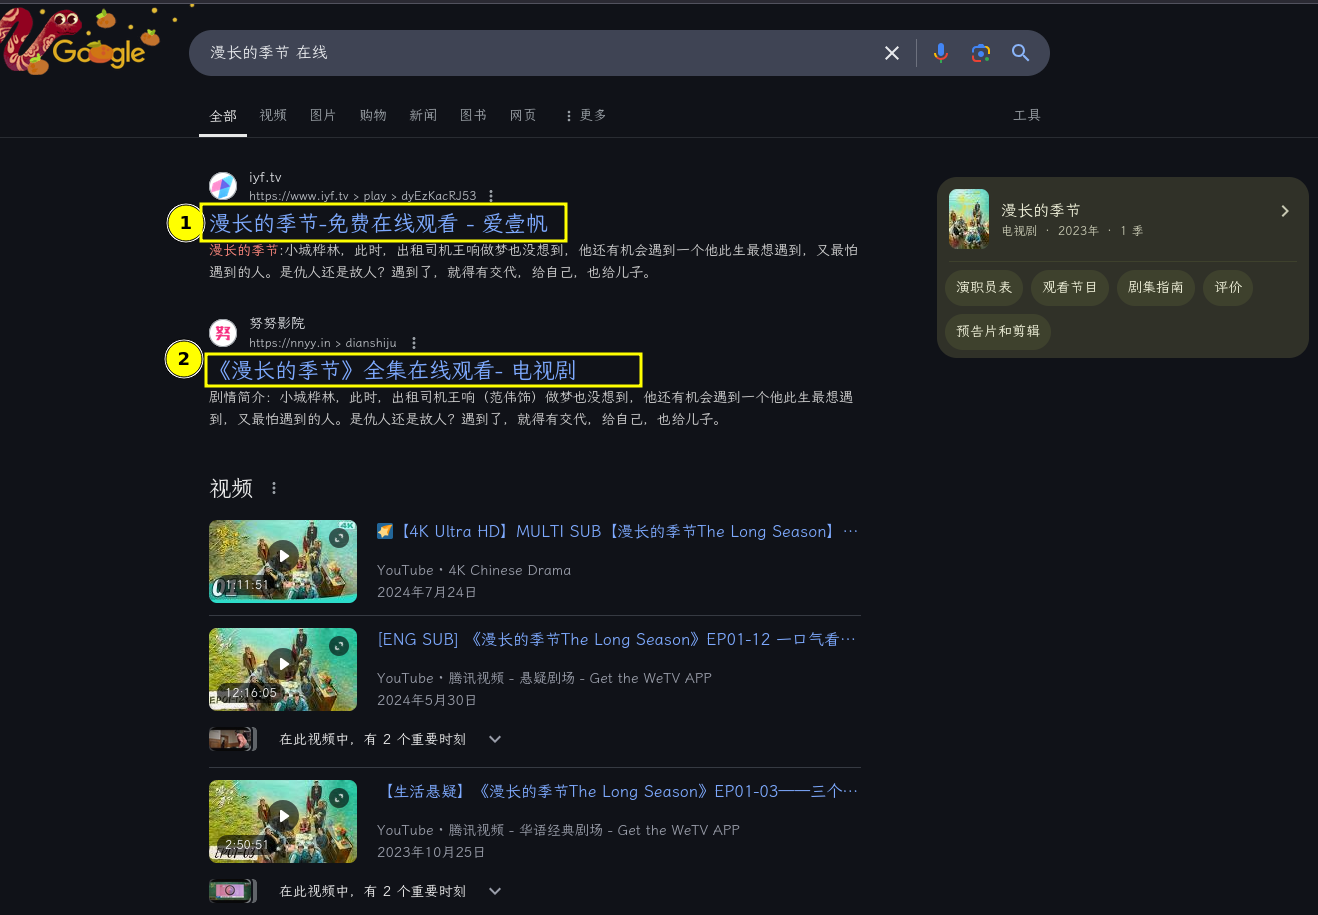 Google
漫长的季节 在线
全部 视频 图片 购物 新闻 图书 网页 更多 工具
iyf.tv
https://www.iyf.tv › play › dyEzKacRJ53
1
漫长的季节-免费在线观看 - 爱壹帆
漫长的季节:小城桦林，此时，出租司机王响做梦也没想到，他还有机会遇到一个他此生最想遇到，又最怕
遇到的人。是仇人还是故人？遇到了，就得有交代，给自己，也给儿子。
努
努努影院
https://nnyy.in › dianshiju
2
《漫长的季节》全集在线观看- 电视剧
剧情简介：小城桦林，此时，出租司机王响（范伟饰）做梦也没想到，他还有机会遇到一个他此生最想遇
到，又最怕遇到的人。是仇人还是故人？遇到了，就得有交代，给自己，也给儿子。
视频
4K
01
1:11:51
【4K Ultra HD】MULTI SUB【漫长的季节The Long Season】…
YouTube · 4K Chinese Drama
2024年7月24日
12:16:05
[ENG SUB] 《漫长的季节The Long Season》EP01-12 一口气看…
YouTube · 腾讯视频 - 悬疑剧场 - Get the WeTV APP
2024年5月30日
在此视频中，有 2 个重要时刻
2:50:51
EP01-03
【生活悬疑】《漫长的季节The Long Season》EP01-03——三个…
YouTube · 腾讯视频 - 华语经典剧场 - Get the WeTV APP
2023年10月25日
在此视频中，有 2 个重要时刻
漫长的季节
电视剧 · 2023年 · 1 季
演职员表 观看节目 剧集指南 评价
预告片和剪辑